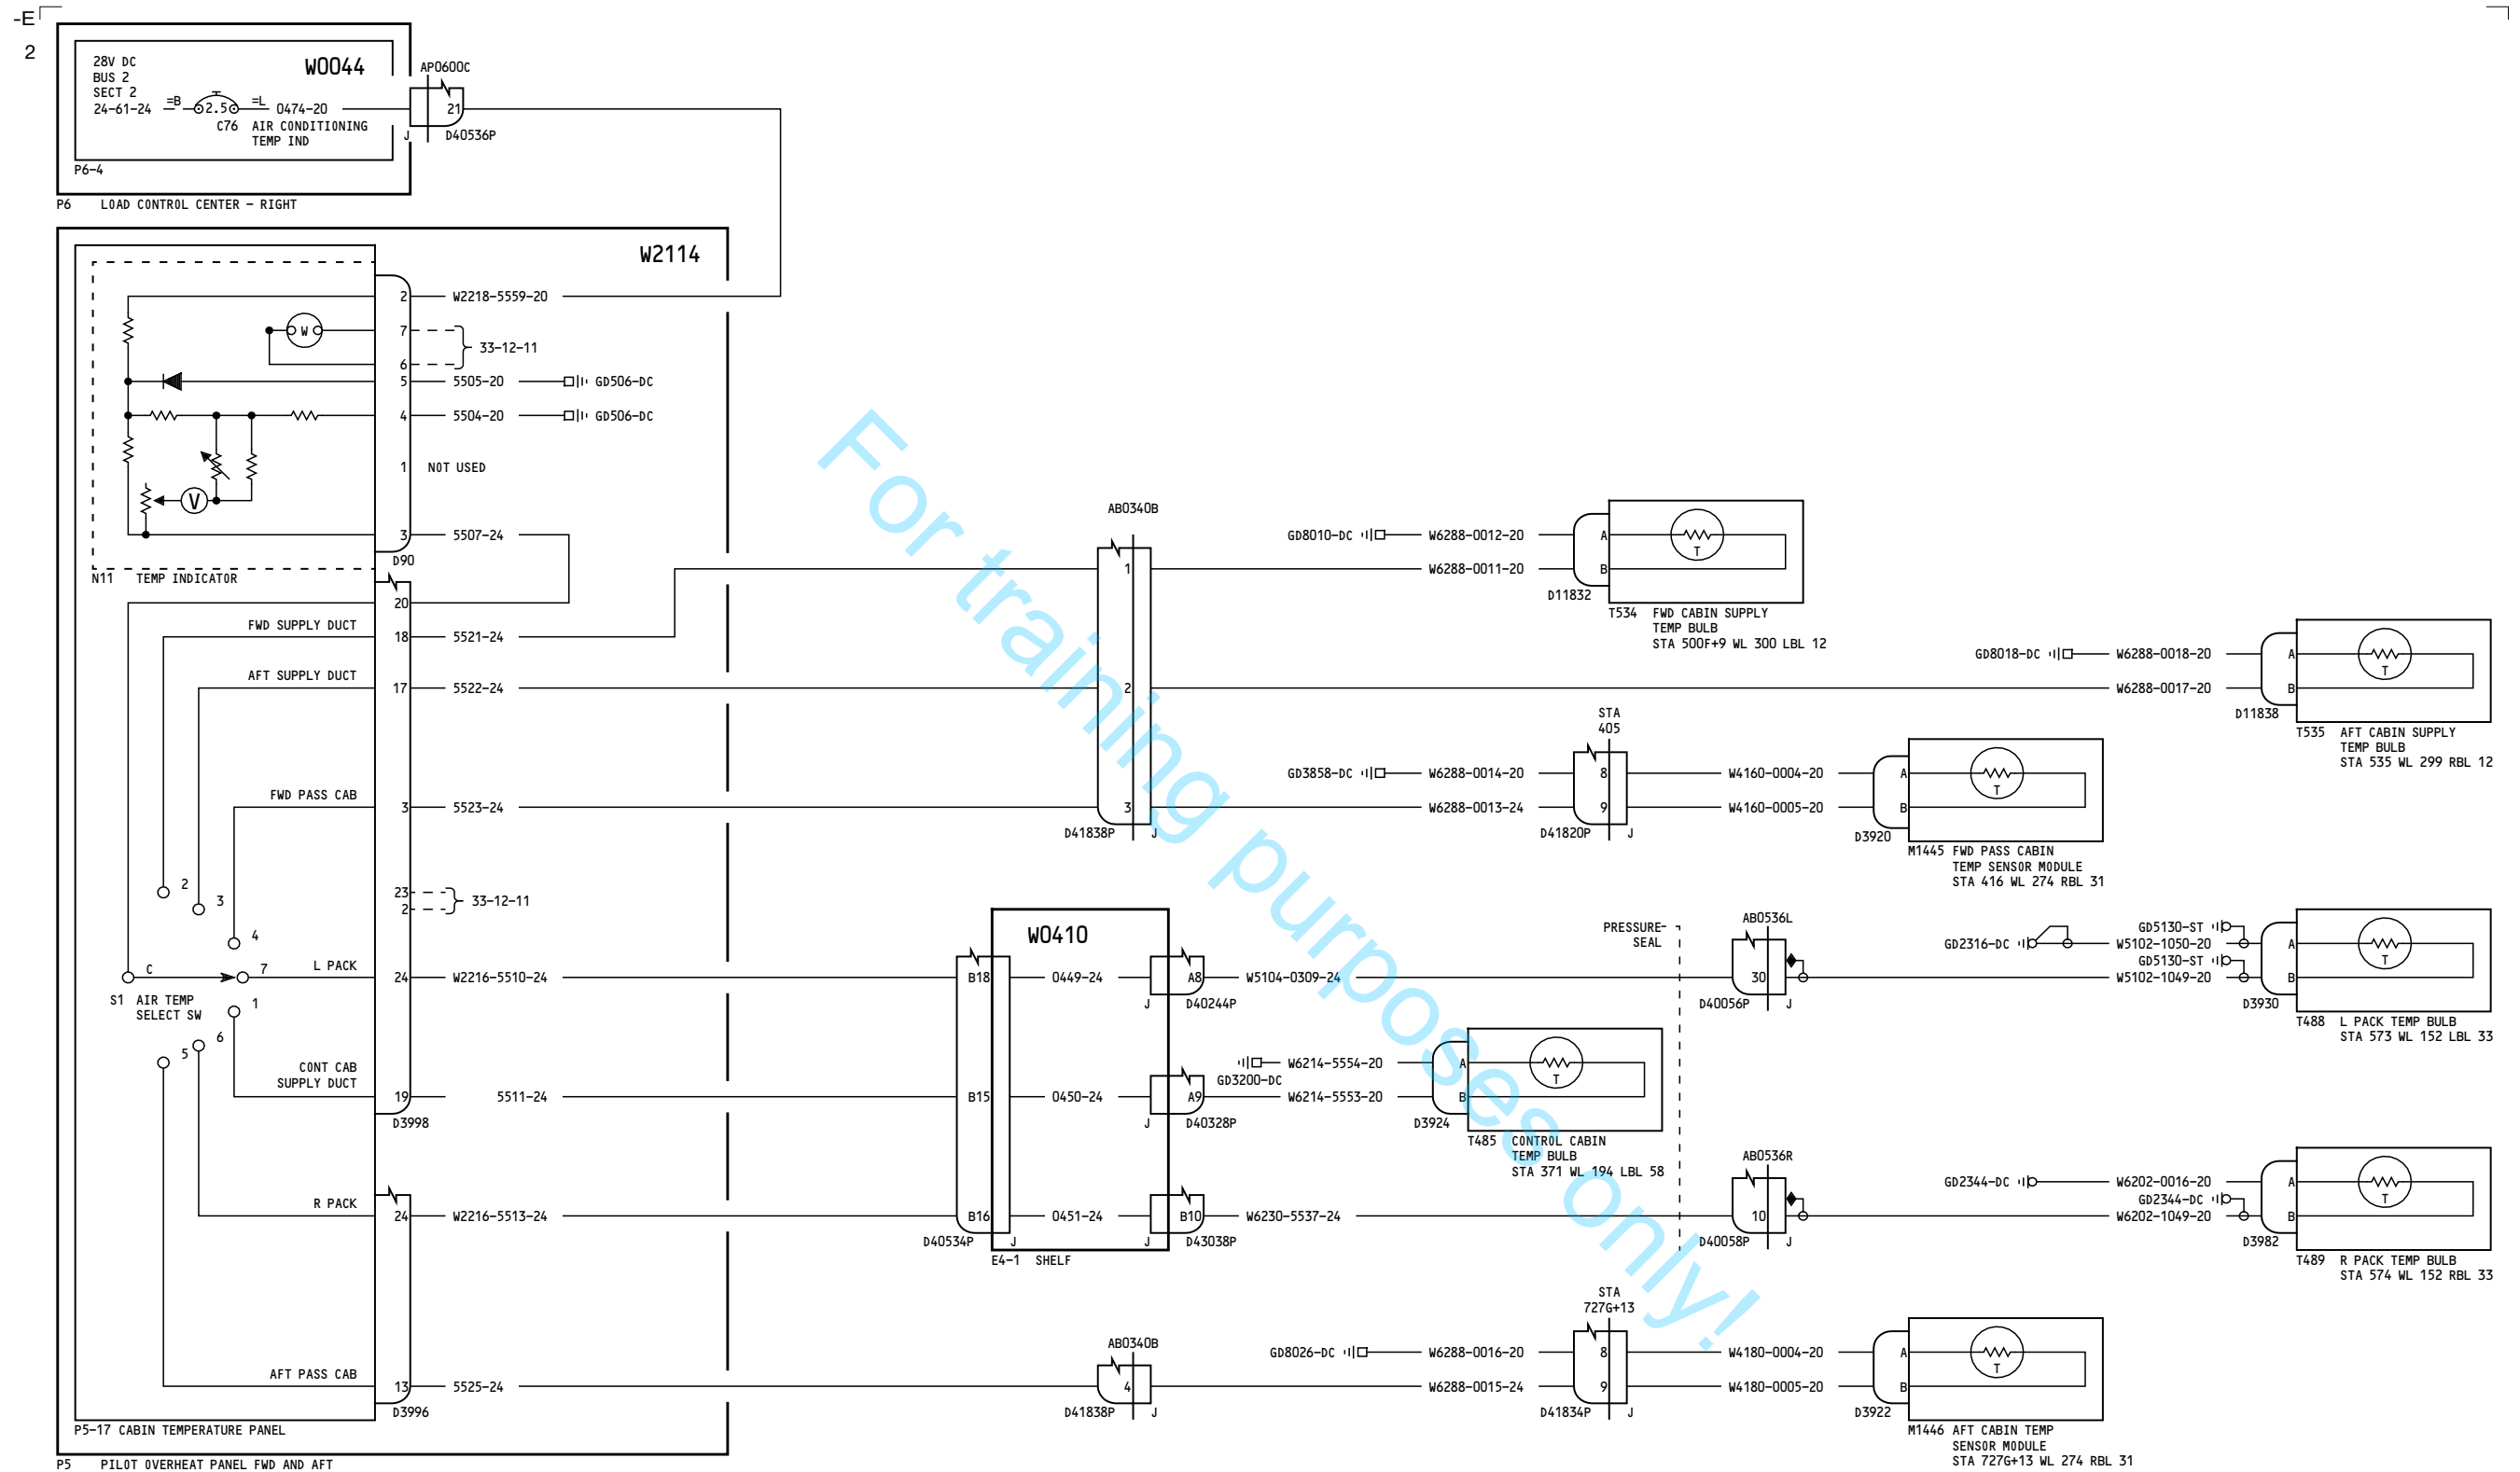 -E
2
28V DC
BUS 2
SECT 2
24-61-24
=B
2.5
=L
0474-20
C76 AIR CONDITIONING
TEMP IND
W0044
P6-4
P6 LOAD CONTROL CENTER – RIGHT
AP0600C
21
J D40536P
W2114
2 W2218-5559-20
W
7
6
33-12-11
5 5505-20 GD506-DC
4 5504-20 GD506-DC
1 NOT USED
V
3 5507-24
D90
N11 TEMP INDICATOR
20
FWD SUPPLY DUCT 18 5521-24
AFT SUPPLY DUCT 17 5522-24
FWD PASS CAB 3 5523-24
23
2
33-12-11
2
3
4
C
7
L PACK 24 W2216-5510-24
S1 AIR TEMP
SELECT SW
1
6
5
CONT CAB
SUPPLY DUCT
19 5511-24
D3998
R PACK 24 W2216-5513-24
AFT PASS CAB 13 5525-24
D3996
P5-17 CABIN TEMPERATURE PANEL
P5 PILOT OVERHEAT PANEL FWD AND AFT
AB0340B
1
2
3
D41838P J
GD8010-DC W6288-0012-20 A
W6288-0011-20 B
T
D11832
T534 FWD CABIN SUPPLY
TEMP BULB
STA 500F+9 WL 300 LBL 12
GD8018-DC W6288-0018-20 A
W6288-0017-20 B
T
D11838
T535 AFT CABIN SUPPLY
TEMP BULB
STA 535 WL 299 RBL 12
STA
405
GD3858-DC W6288-0014-20 8 W4160-0004-20 A
W6288-0013-24 9 W4160-0005-20 B
T
D41820P J
D3920
M1445 FWD PASS CABIN
TEMP SENSOR MODULE
STA 416 WL 274 RBL 31
W0410
B18 0449-24 A8 W5104-0309-24
J D40244P
B15 0450-24 A9 W6214-5553-20 B
J D40328P
B16 0451-24 B10 W6230-5537-24
D40534P J
J D43038P
E4-1 SHELF
PRESSURE-
SEAL
AB0536L
30
D40056P J
GD5130-ST
GD2316-DC W5102-1050-20 A
GD5130-ST
W5102-1049-20 B
T
D3930
T488 L PACK TEMP BULB
STA 573 WL 152 LBL 33
W6214-5554-20 A
GD3200-DC
T
D3924
T485 CONTROL CABIN
TEMP BULB
STA 371 WL 194 LBL 58
AB0536R
10
D40058P J
GD2344-DC W6202-0016-20 A
GD2344-DC
W6202-1049-20 B
T
D3982
T489 R PACK TEMP BULB
STA 574 WL 152 RBL 33
AB0340B
4
D41838P J
STA
727G+13
GD8026-DC W6288-0016-20 8 W4180-0004-20 A
W6288-0015-24 9 W4180-0005-20 B
T
D41834P J
D3922
M1446 AFT CABIN TEMP
SENSOR MODULE
STA 727G+13 WL 274 RBL 31
For training purposes only!